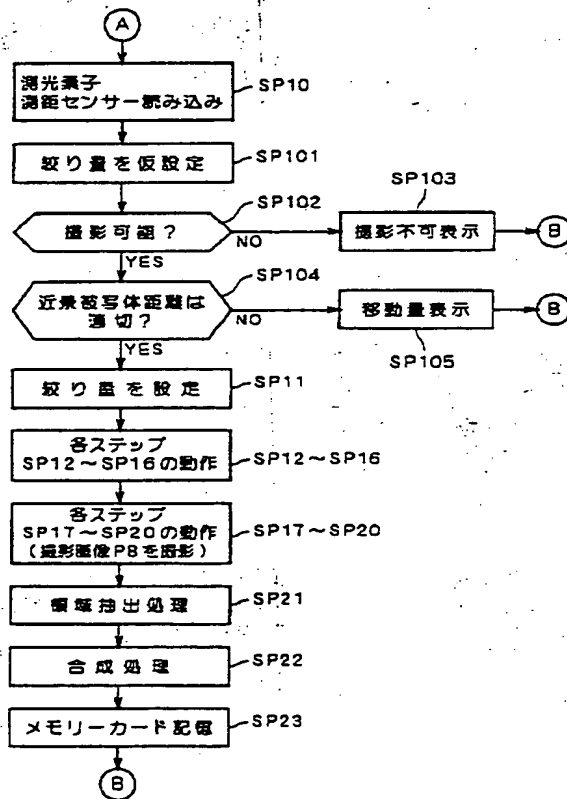 A
測光素子
測距センサー読み込み
SP10
絞り量を仮設定
SP101
撮影可能？
SP102
NO
YES
SP103
撮影不可表示
B
近景被写体距離は
適切？
SP104
NO
YES
移動量表示
SP105
B
絞り量を設定
SP11
各ステップ
SP12～SP16の動作
SP12～SP16
各ステップ
SP17～SP20の動作
(撮影画像PBを撮影)
SP17～SP20
領域抽出処理
SP21
合成処理
SP22
メモリーカード記憶
SP23
B